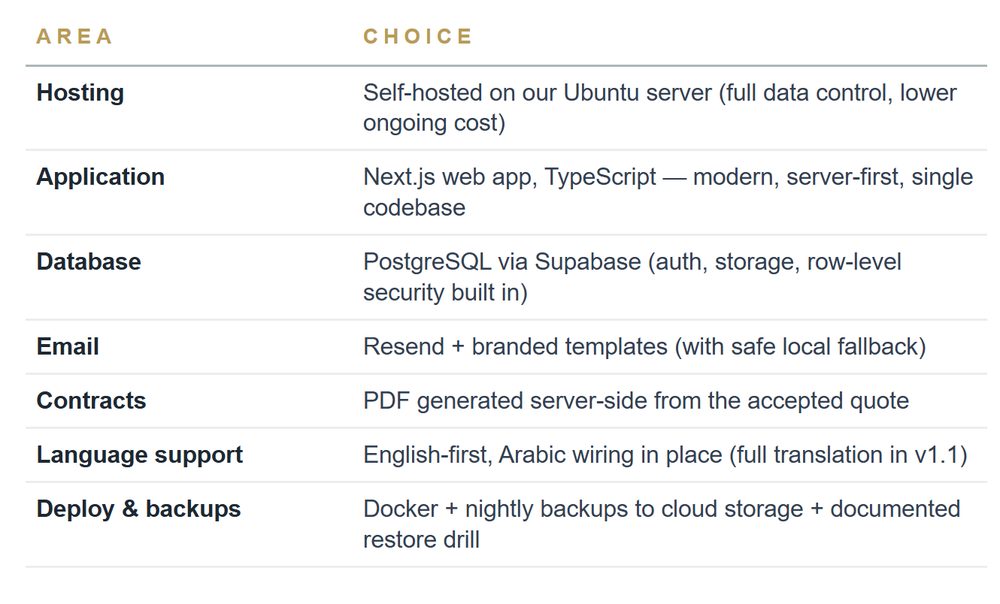 AREA CHOICE
Hosting Self-hosted on our Ubuntu server (full data control, lower
ongoing cost)
Application Next.js web app, TypeScript — modern, server-first, single
codebase
Database PostgreSQL via Supabase (auth, storage, row-level
security built in)
Email Resend + branded templates (with safe local fallback)
Contracts PDF generated server-side from the accepted quote
Language support English-first, Arabic wiring in place (full translation in v1.1)
Deploy & backups Docker + nightly backups to cloud storage + documented
restore drill